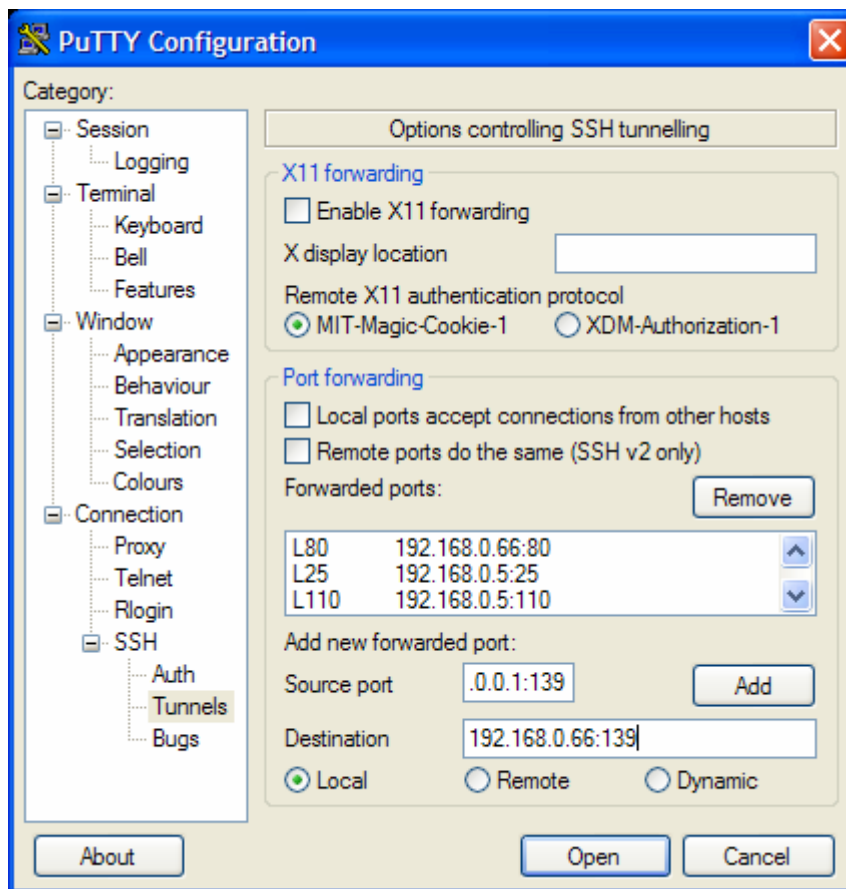 PuTTY Configuration
Category:
Session
Logging
Terminal
Keyboard
Bell
Features
Window
Appearance
Behaviour
Translation
Selection
Colours
Connection
Proxy
Telnet
Rlogin
SSH
Auth
Tunnels
Bugs
Options controlling SSH tunnelling
X11 forwarding
Enable X11 forwarding
X display location
Remote X11 authentication protocol
MIT-Magic-Cookie-1 XDM-Authorization-1
Port forwarding
Local ports accept connections from other hosts
Remote ports do the same (SSH v2 only)
Forwarded ports: Remove
L80 192.168.0.66:80
L25 192.168.0.5:25
L110 192.168.0.5:110
Add new forwarded port:
Source port .0.0.1:139 Add
Destination 192.168.0.66:139
Local Remote Dynamic
About Open Cancel